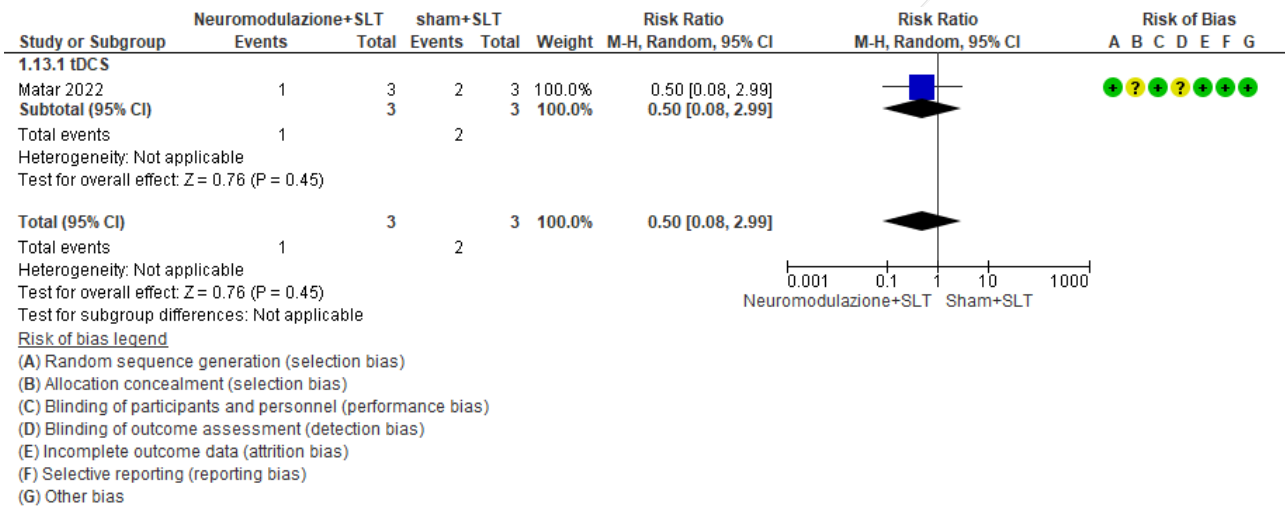 Neuromodulazione+SLT sham+SLT Risk Ratio Risk Ratio Risk of Bias
Study or Subgroup Events Total Events Total Weight M-H, Random, 95% CI M-H, Random, 95% CI A B C D E F G
1.13.1 tDCS
Matar 2022 1 3 2 3 100.0% 0.50 [0.08, 2.99] + ? + ? + + +
Subtotal (95% CI) 3 3 100.0% 0.50 [0.08, 2.99]
Total events 1 2
Heterogeneity: Not applicable
Test for overall effect: Z = 0.76 (P = 0.45)
Total (95% CI) 3 3 100.0% 0.50 [0.08, 2.99]
Total events 1 2
Heterogeneity: Not applicable
Test for overall effect: Z = 0.76 (P = 0.45)
Test for subgroup differences: Not applicable
0.001 0.1 1 10 1000
Neuromodulazione+SLT Sham+SLT
Risk of bias legend
(A) Random sequence generation (selection bias)
(B) Allocation concealment (selection bias)
(C) Blinding of participants and personnel (performance bias)
(D) Blinding of outcome assessment (detection bias)
(E) Incomplete outcome data (attrition bias)
(F) Selective reporting (reporting bias)
(G) Other bias